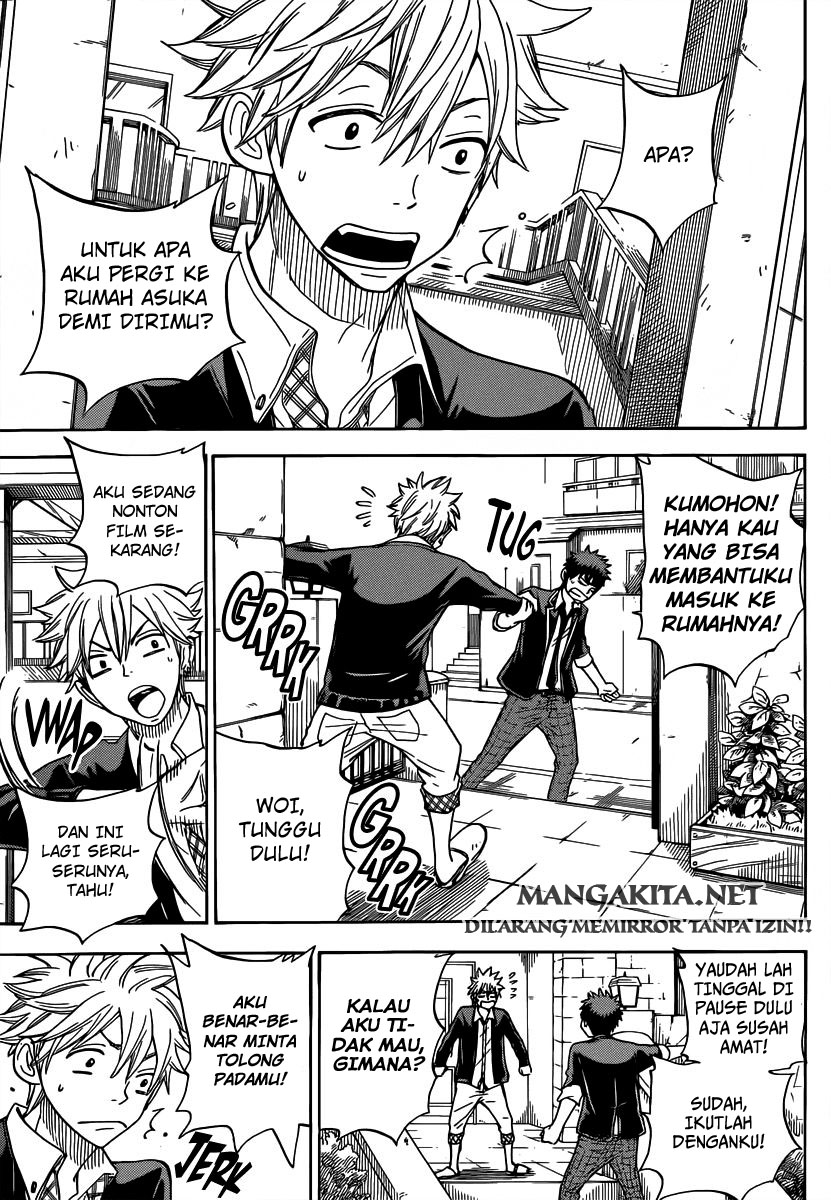 APA?
UNTUK APA
AKU PERGI KE
RUMAH ASUKA
DEMI DIRIMU?
KUMOHON!
HANYA KAU
YANG BISA
MEMBANTUKU
MASUK KE
RUMAHNYA!
TUG
GRRK
WOI,
TUNGGU
DULU!
GRRK
AKU SEDANG
NONTON
FILM SE-
KARANG!
VWAP
DAN INI
LAGI SERU-
SERUNYA,
TAHU!
MANGAKITA.NET
DILARANG MEMIRROR TANPA IZIN!!
YAUDAH LAH
TINGGAL DI
PAUSE DULU
AJA SUSAH
AMAT!
SUDAH,
IKUTLAH
DENGANKU!
KALAU
AKU TI-
DAK MAU,
GIMANA?
AKU
BENAR-BE-
NAR MINTA
TOLONG
PADAMU!
JERK